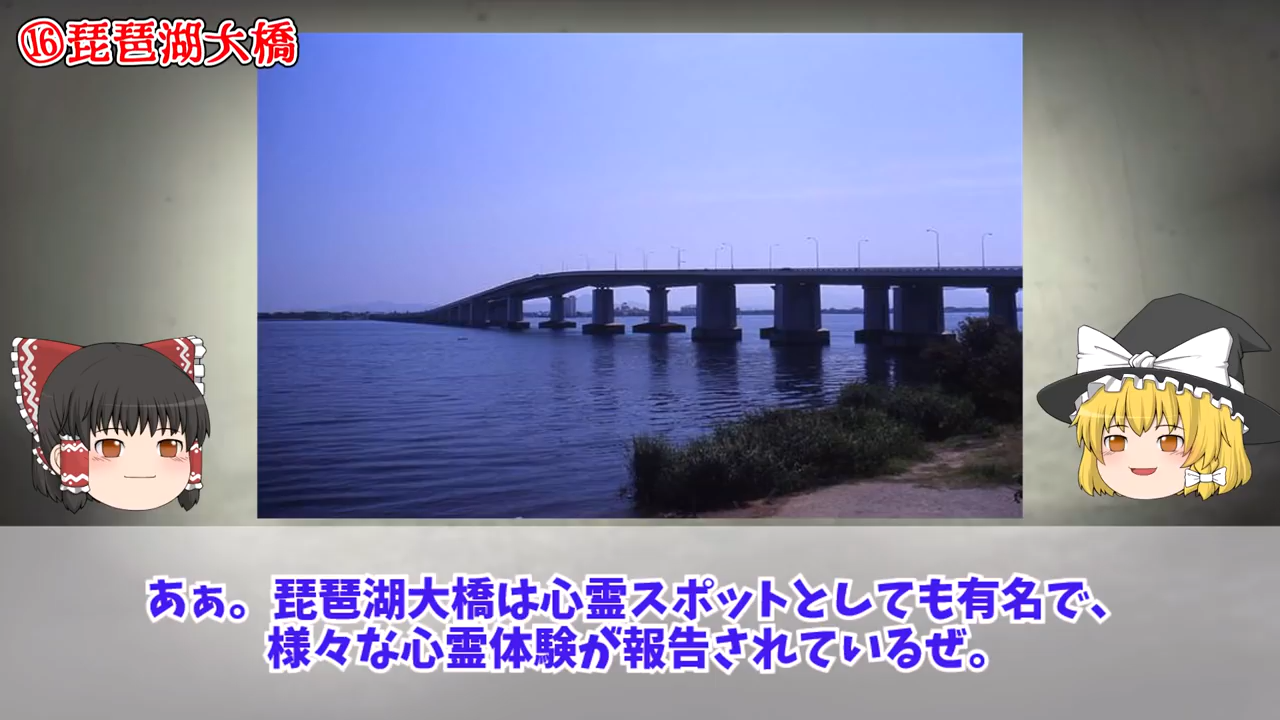 ⑯琵琶湖大橋
あぁ。琵琶湖大橋は心霊スポットとしても有名で、
様々な心霊体験が報告されているぜ。